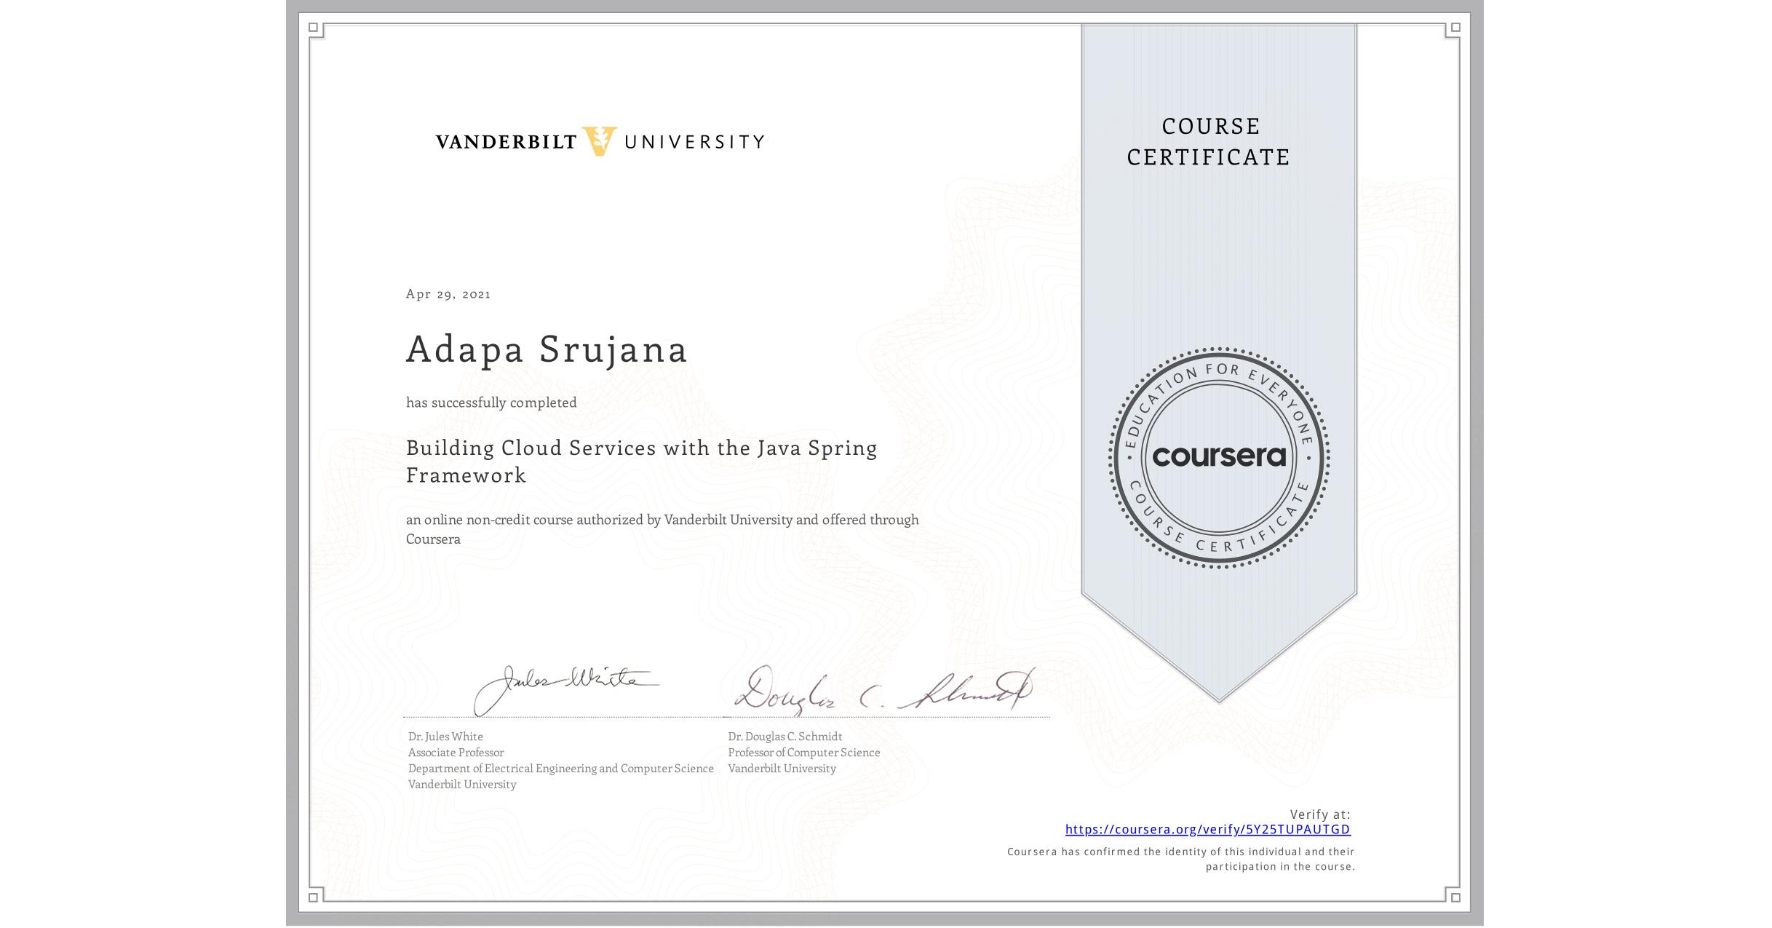 VANDERBILT UNIVERSITY
COURSE
CERTIFICATE
Apr 29, 2021
Adapa Srujana
has successfully completed
Building Cloud Services with the Java Spring
Framework
an online non-credit course authorized by Vanderbilt University and offered through
Coursera
EDUCATION FOR EVERYONE
coursera
COURSE CERTIFICATE
Jules White
Douglas C. Schmidt
Dr. Jules White
Associate Professor
Department of Electrical Engineering and Computer Science
Vanderbilt University
Dr. Douglas C. Schmidt
Professor of Computer Science
Vanderbilt University
Verify at:
https://coursera.org/verify/5Y25TUPAUTGD
Coursera has confirmed the identity of this individual and their
participation in the course.